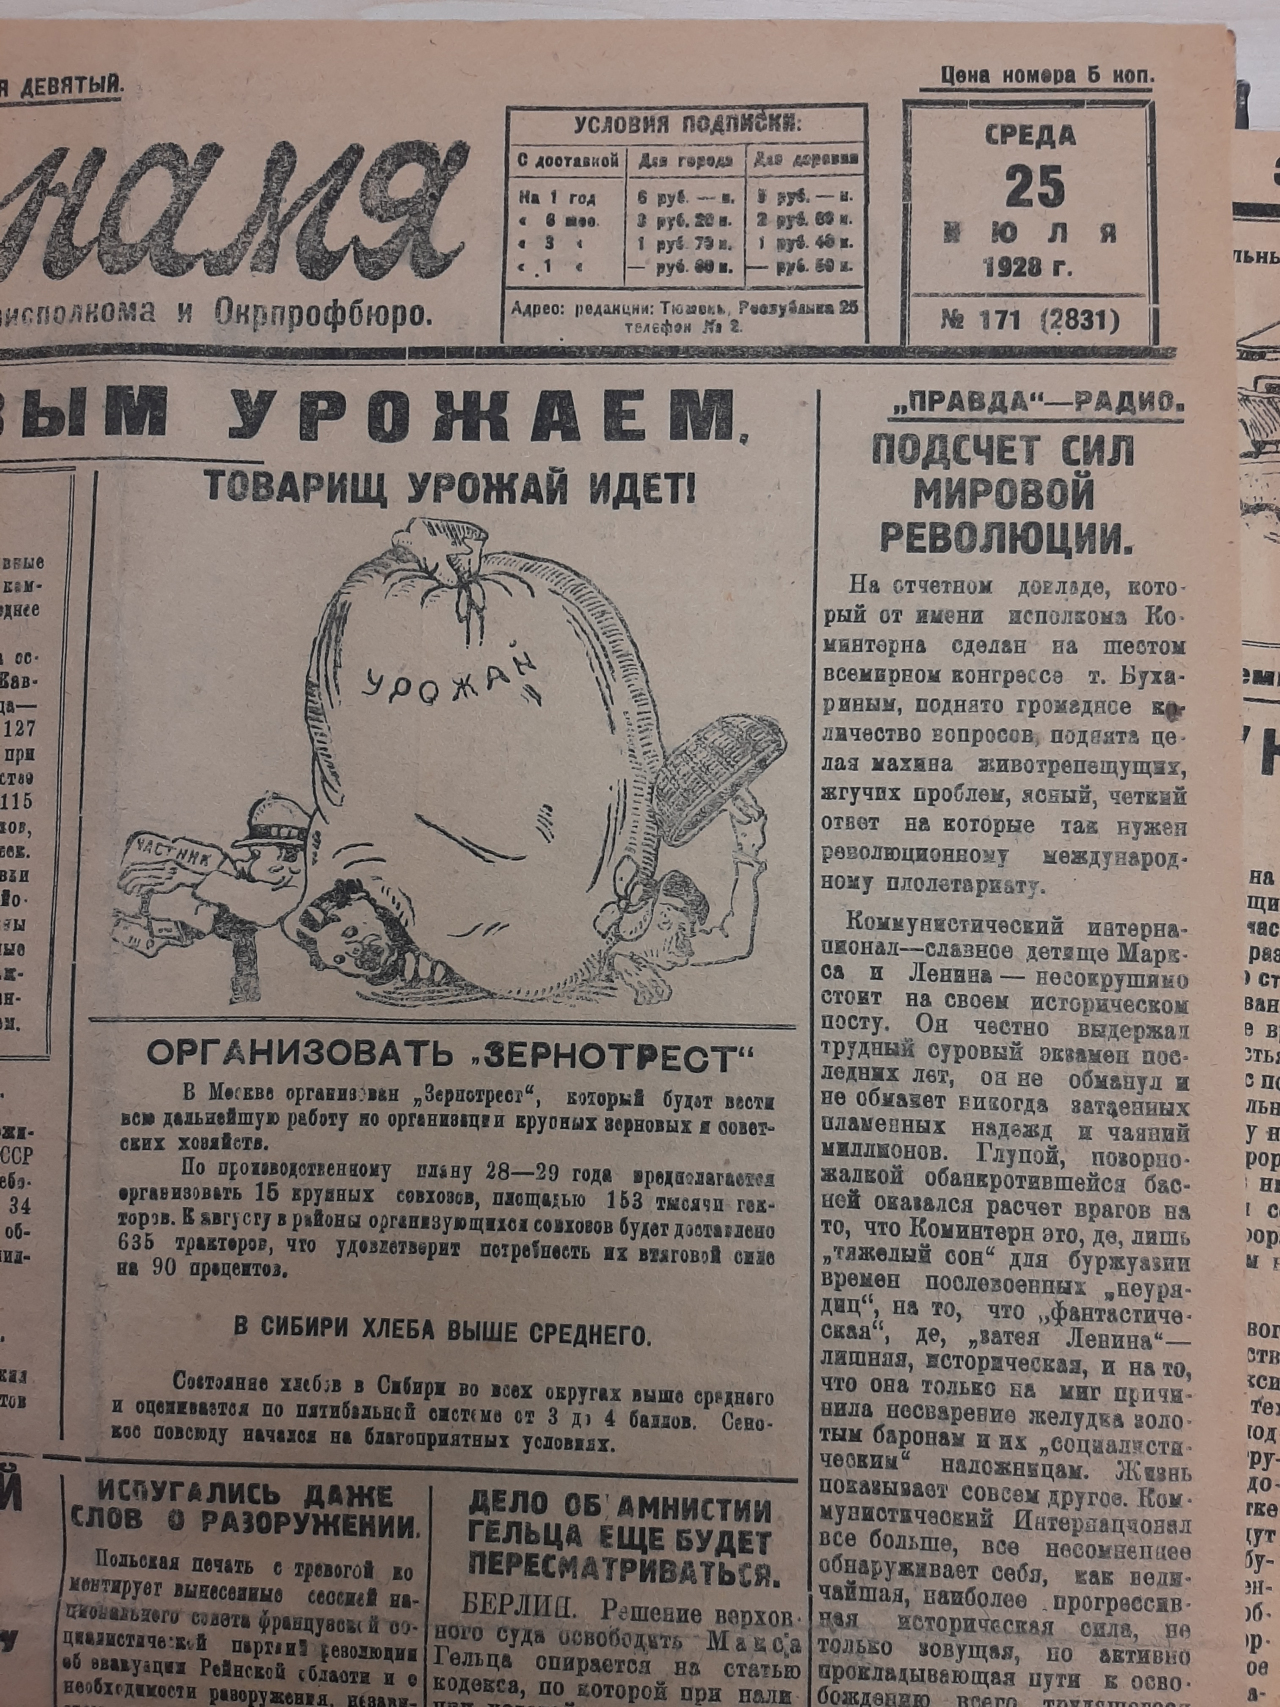 Я ДЕВЯТЫЙ.
Цена номера 5 коп.
намя
исполкома и Окрпрофбюро.
УСЛОВИЯ ПОДПИСКИ:
С доставкой Для города Для деревни
На 1 год 6 руб. — к.
« 6 мес. 3 руб. 20 к. 2 руб.
« 3 « 1 руб. 1 руб.
« 1 « — руб. — руб.
Адрес: редакции: Тюмень, Республики 25
телефон № 2.
СРЕДА
25
ИЮЛЯ
1928 г.
№ 171 (2831)
ВЫМ УРОЖАЕМ.
ТОВАРИЩ УРОЖАЙ ИДЕТ!
УРОЖАЙ
ЧАСТНИК
ОРГАНИЗОВАТЬ „ЗЕРНОТРЕСТ“
В Москве организован „Зернотрест“, который будет вести
всю дальнейшую работу по организации крупных зерновых и совет-
ских хозяйств.
По производственному плану 28—29 года предполагается
организовать 15 крупных совхозов, площадью 153 тысячи гек-
торов. К августу в районы организующихся совхозов будет доставлено
635 тракторов, что удовлетворит потребность их в тяговой силе
на 90 процентов.
В СИБИРИ ХЛЕБА ВЫШЕ СРЕДНЕГО.
Состояние хлебов в Сибири во всех округах выше среднего
и оценивается по пятибальной системе от 3 до 4 баллов. Сено-
кос повсюду начался на благоприятных условиях.
ИСПУГАЛИСЬ ДАЖЕ
СЛОВ О РАЗОРУЖЕНИИ.
Польская печать с тревогой ко
ментирует вынесенные сессией на-
ционального совета французской со-
циалистической партии революции
об эвакуации Рейнской области и о
необходимости разоружения, незави-
ДЕЛО ОБ АМНИСТИИ
ГЕЛЬЦА ЕЩЕ БУДЕТ
ПЕРЕСМАТРИВАТЬСЯ.
БЕРЛИН. Решение верхов-
ного суда освободить Макса
Гельца опирается на статью
кодекса, по которой при нали-
„ПРАВДА“—РАДИО.
ПОДСЧЕТ СИЛ
МИРОВОЙ
РЕВОЛЮЦИИ.
На отчетном докладе, кото-
рый от имени исполкома Ко-
минтерна сделан на шестом
всемирном конгрессе т. Буха-
риным, поднято громадное ко-
личество вопросов, поднята це-
лая махина животрепещущих,
жгучих проблем, ясный, четкий
ответ на которые так нужен
революционному международ-
ному плолетариату.
Коммунистический интерна-
ционал—славное детище Марк-
са и Ленина — несокрушимо
стоит на своем историческом
посту. Он честно выдержал
трудный суровый экзамен пос-
ледних лет, он не обманул и
не обманет никогда затаенных
пламенных надежд и чаяний
миллионов. Глупой, позорно-
жалкой обанкротившейся бас-
ней оказался расчет врагов на
то, что Коминтерн это, де, лишь
„тяжелый сон“ для буржуазии
времен послевоенных „неуря-
диц“, на то, что „фантастиче-
ская“, де, „затея Ленина“—
лишняя, историческая, и на то,
что она только на миг причи-
нила несварение желудка золо-
тым баронам и их „социалисти-
ческим“ наложницам. Жизнь
показывает совсем другое. Ком-
мунистический Интернационал
все больше, все несомненнее
обнаруживает себя, как вели-
чайшая, наиболее прогрессив-
ная историческая сила, не
только зовущая, но активно
прокладывающая пути к осво-
бождению всего